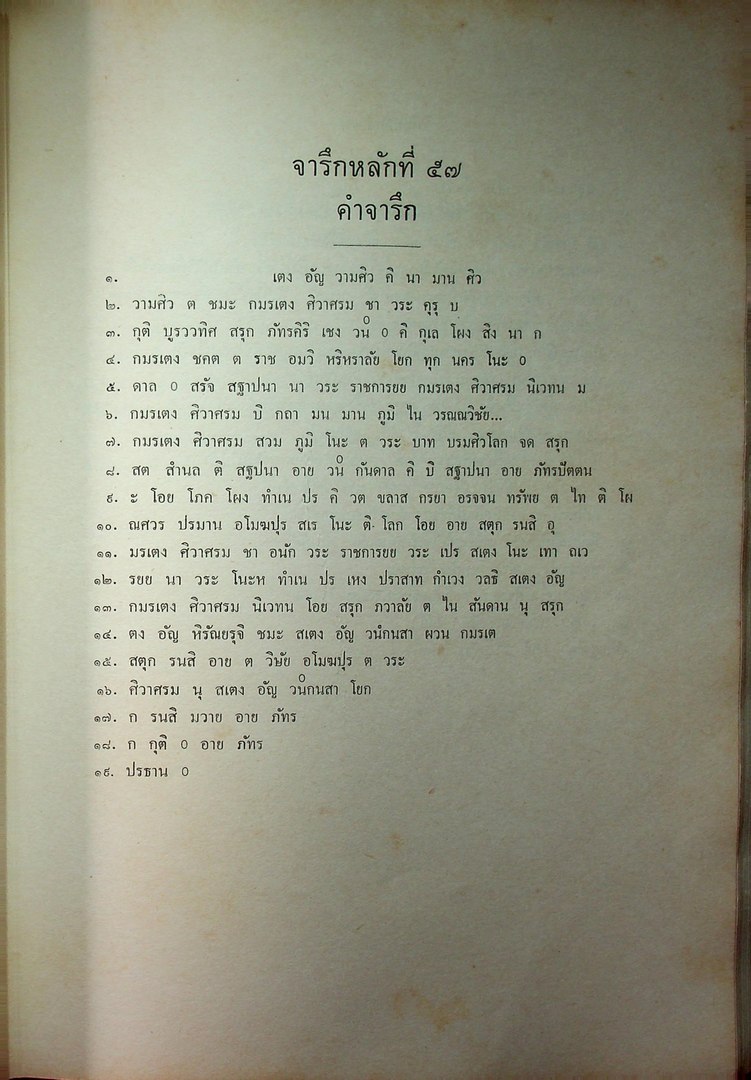 จารึกหลักที่ ๕๗
คำจารึก
๑. เตง อัญ วามศิว คิ นา มาน ศิว
๒. วามศิว ต ชมะ กมรเตง ศิวาศรม ชา วระ คุรุ บ
๓. กุติ บูรววทิศ สรุก ภัทรคิริ เชง วนํ ๐ คิ กุเล โผง สิง นา ก
๔. กมรเตง ชคต ต ราช อมวิ หริหราลัย โยก ทุก นคร โนะ ๐
๕. ดาล ๐ สรัจ สฐาปนา นา วระ ราชการยย กมรเตง ศิวาศรม นิเวทน ม
๖. กมรเตง ศิวาศรม บิ กถา มน มาน ภูมิ ไน วรณณวิชัย...
๗. กมรเตง ศิวาศรม สวม ภูมิ โนะ ต วระ บาท บรมศิวโลก จด สรุก
๘. สต สำนล ติ สฐปนา อาย วนํ กันดาล คิ บิ สฐาปนา อาย ภัทรปัตตน
๙. ะ โอย โภค โผง ทำเน ปร คิ วต ขลาส กรยา อรจจน ทรัพย ต ไท ติ โผ
๑๐. ณศวร ปรมาน อโมฆปุร สเร โนะ ติ โลก โอย อาย สตุก รนสิ อุ
๑๑. มรเตง ศิวาศรม ชา อนัก วระ ราชการยย วระ เปร สเตง โนะ เทา ถเว
๑๒. รยย นา วระ โนะห ทำเน ปร เหง ปราสาท กำเวง วลธิ สเตง อัญ
๑๓. กมรเตง ศิวาศรม นิเวทน โอย สรุก ภวาลัย ต ไน สันดาน นุ สรุก
๑๔. ตง อัญ หิรัณยรุจิ ชมะ สเตง อัญ วนํกนสา ผวน กมรเต
๑๕. สตุก รนสิ อาย ต วิษัย อโมฆปุร ต วระ
๑๖. ศิวาศรม นุ สเตง อัญ วนํกนสา โยก
๑๗. ก รนสิ มวาย อาย ภัทร
๑๘. ก กุติ ๐ อาย ภัทร
๑๙. ปรธาน ๐